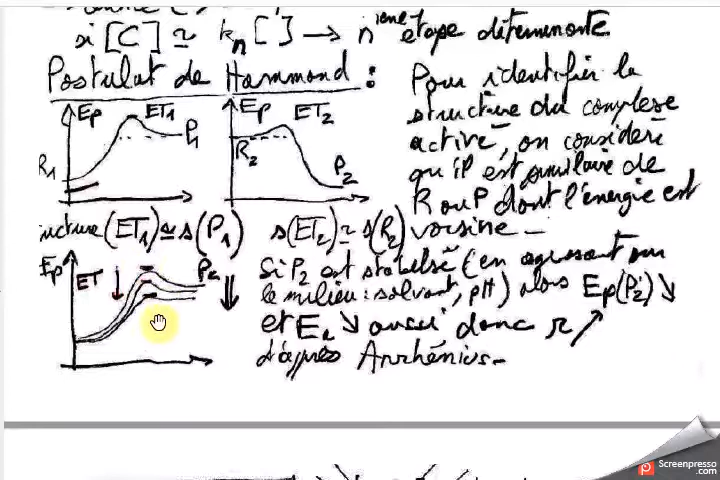 si [C] ≃ kn [ ] → n ième étape déterminante
Postulat de Hammond :
Ep ET1 P1 R1
Ep ET2 R2 P2
Pour identifier la
structure du complexe
activé, on considère
qu'il est similaire de
R ou P dont l'énergie est
voisine -
ucture (ET1) ≃ s(P1) s(ET2) ≃ s(R2)
Ep ET ↓ P2 ⇓
Si P2 est stabilisé (en agissant sur
le milieu : solvant, pH) alors Ep(P2') ↘
et Ea ↘ aussi donc r ↗
d'après Arrhénius -
Screenpresso.com